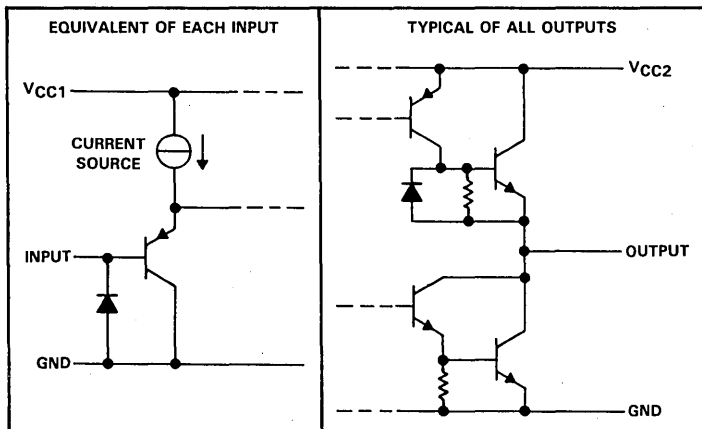 EQUIVALENT OF EACH INPUT
VCC1
CURRENT
SOURCE
INPUT
GND
TYPICAL OF ALL OUTPUTS
VCC2
OUTPUT
GND